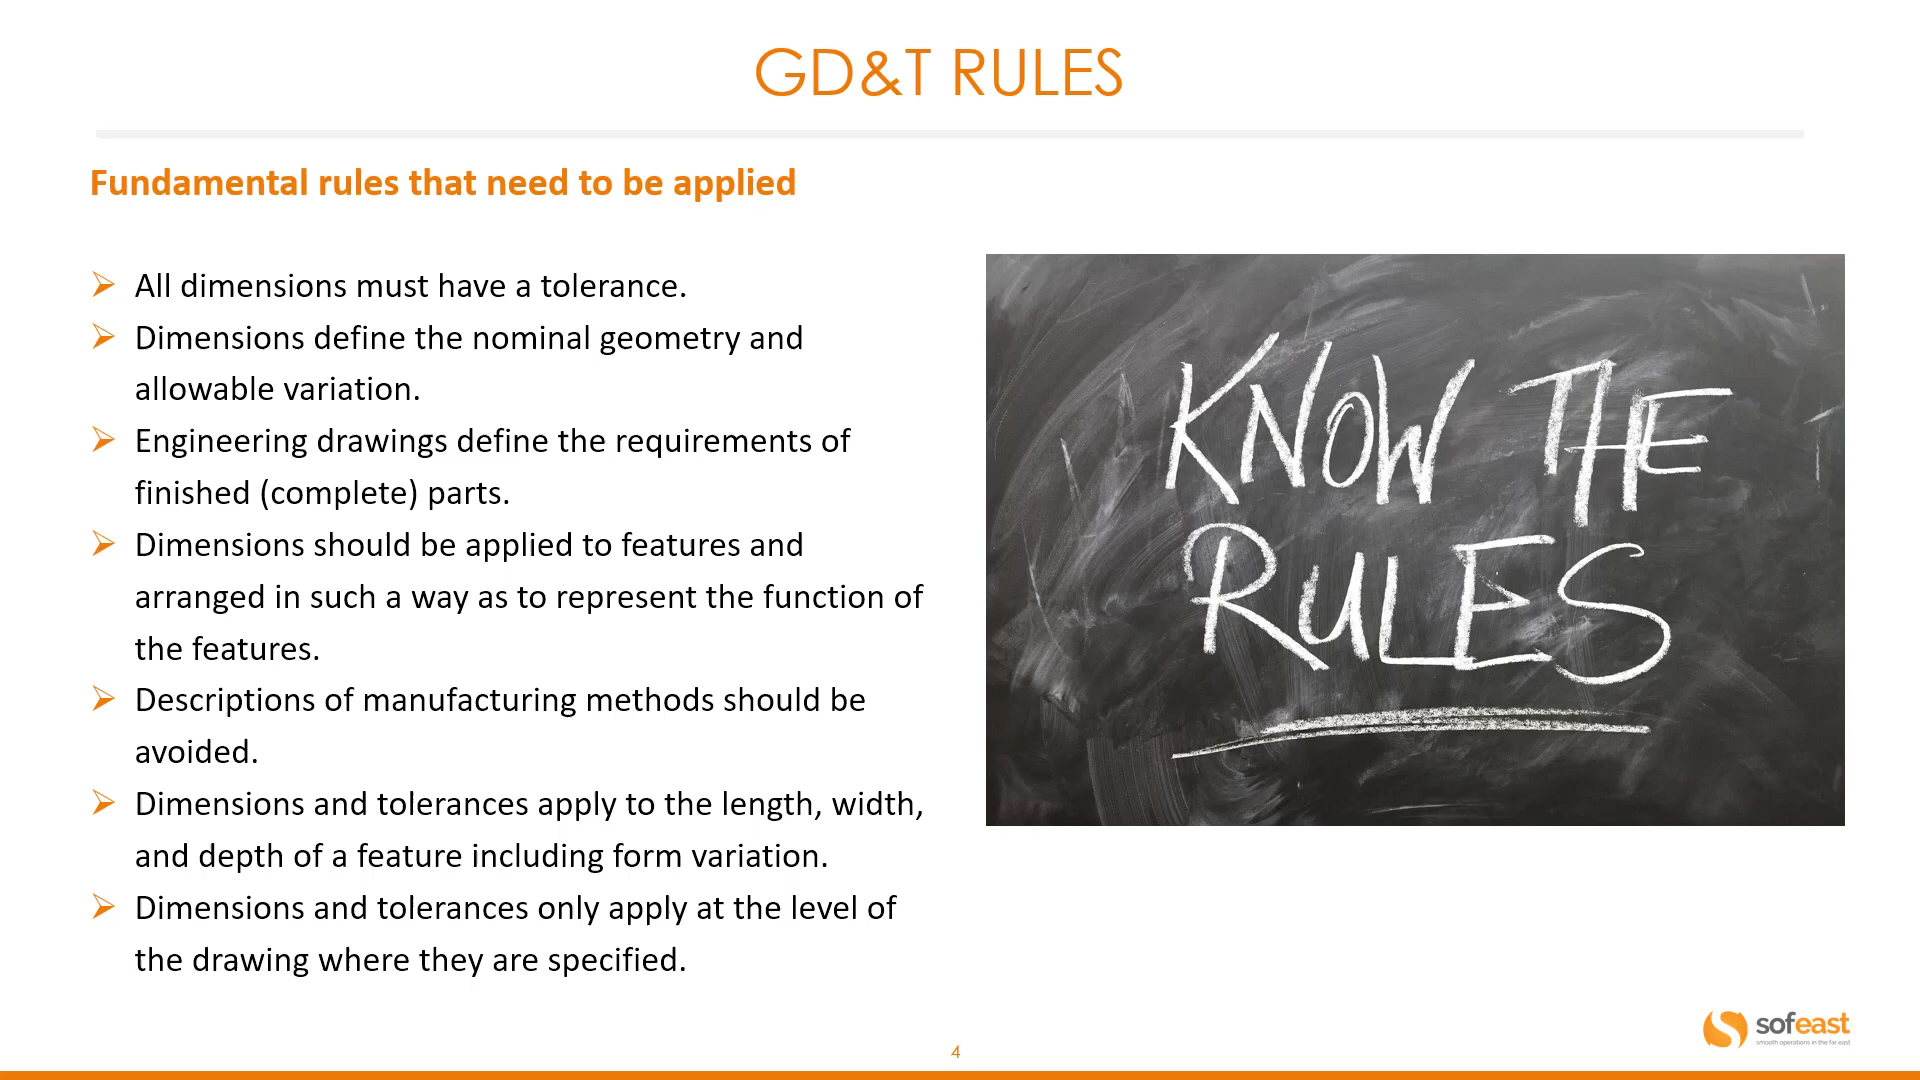 GD&T RULES
Fundamental rules that need to be applied
All dimensions must have a tolerance.
Dimensions define the nominal geometry and
allowable variation.
Engineering drawings define the requirements of
finished (complete) parts.
Dimensions should be applied to features and
arranged in such a way as to represent the function of
the features.
Descriptions of manufacturing methods should be
avoided.
Dimensions and tolerances apply to the length, width,
and depth of a feature including form variation.
Dimensions and tolerances only apply at the level of
the drawing where they are specified.
KNOW THE
RULES
sofeast
smooth operations in the far east
4